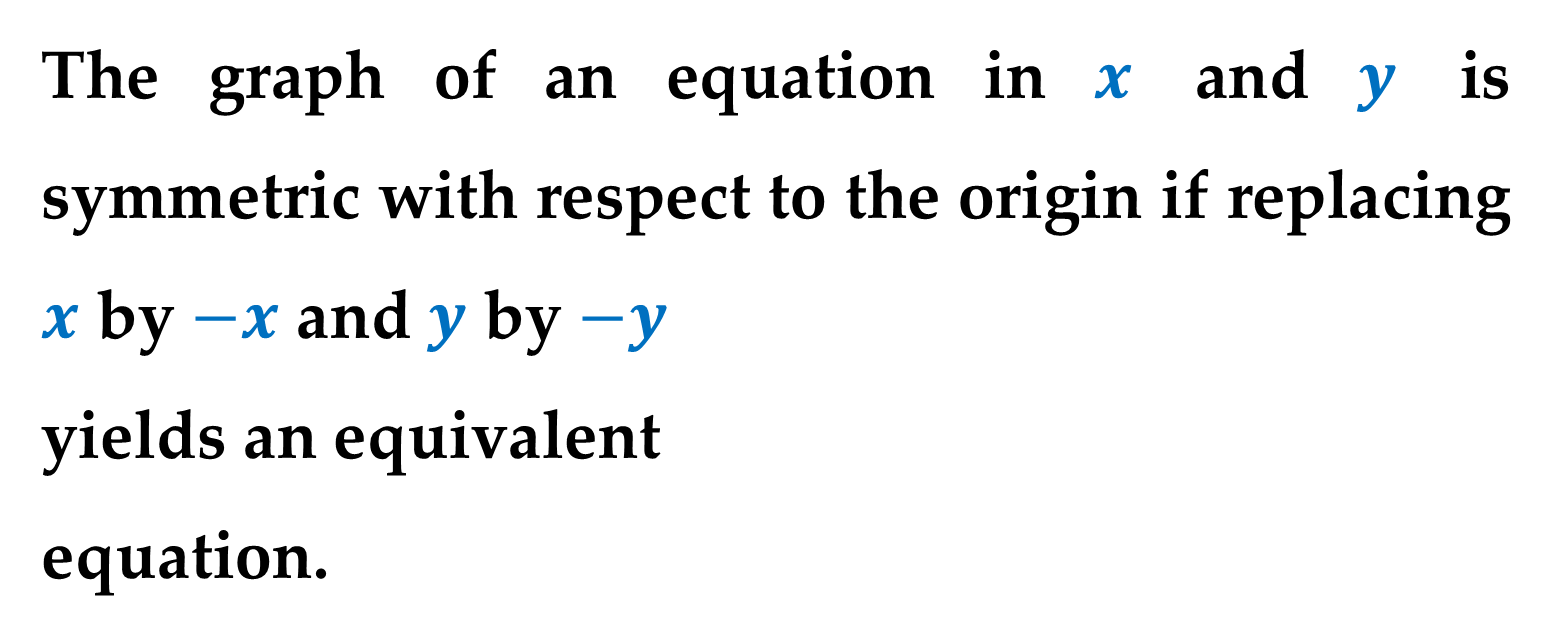 The graph of an equation in x and y is
symmetric with respect to the origin if replacing
x by −x and y by −y
yields an equivalent
equation.